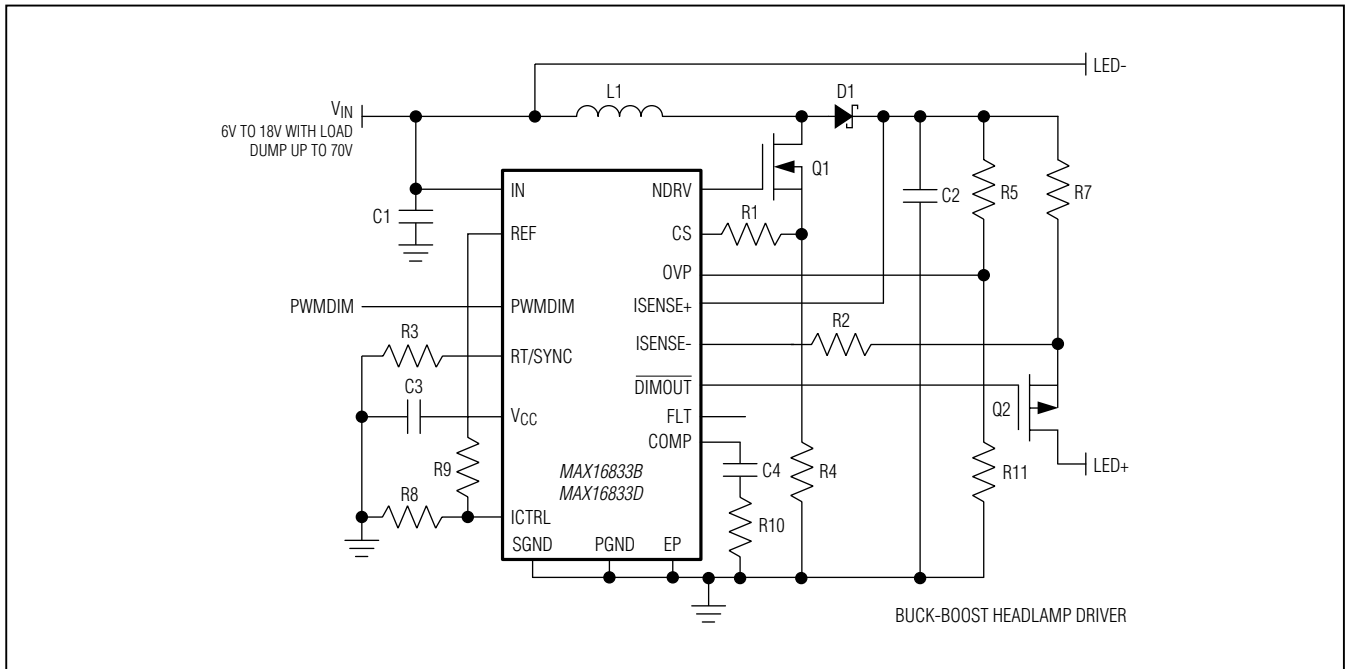 LED-
VIN
6V TO 18V WITH LOAD
DUMP UP TO 70V
L1
D1
Q1
C1
IN
NDRV
C2
R5
R7
REF
R1
CS
OVP
PWMDIM
PWMDIM
ISENSE+
R3
RT/SYNC
ISENSE-
R2
C3
DIMOUT
VCC
FLT
Q2
COMP
R9
MAX16833B
MAX16833D
C4
R4
R11
LED+
R8
ICTRL
R10
SGND
PGND
EP
BUCK-BOOST HEADLAMP DRIVER